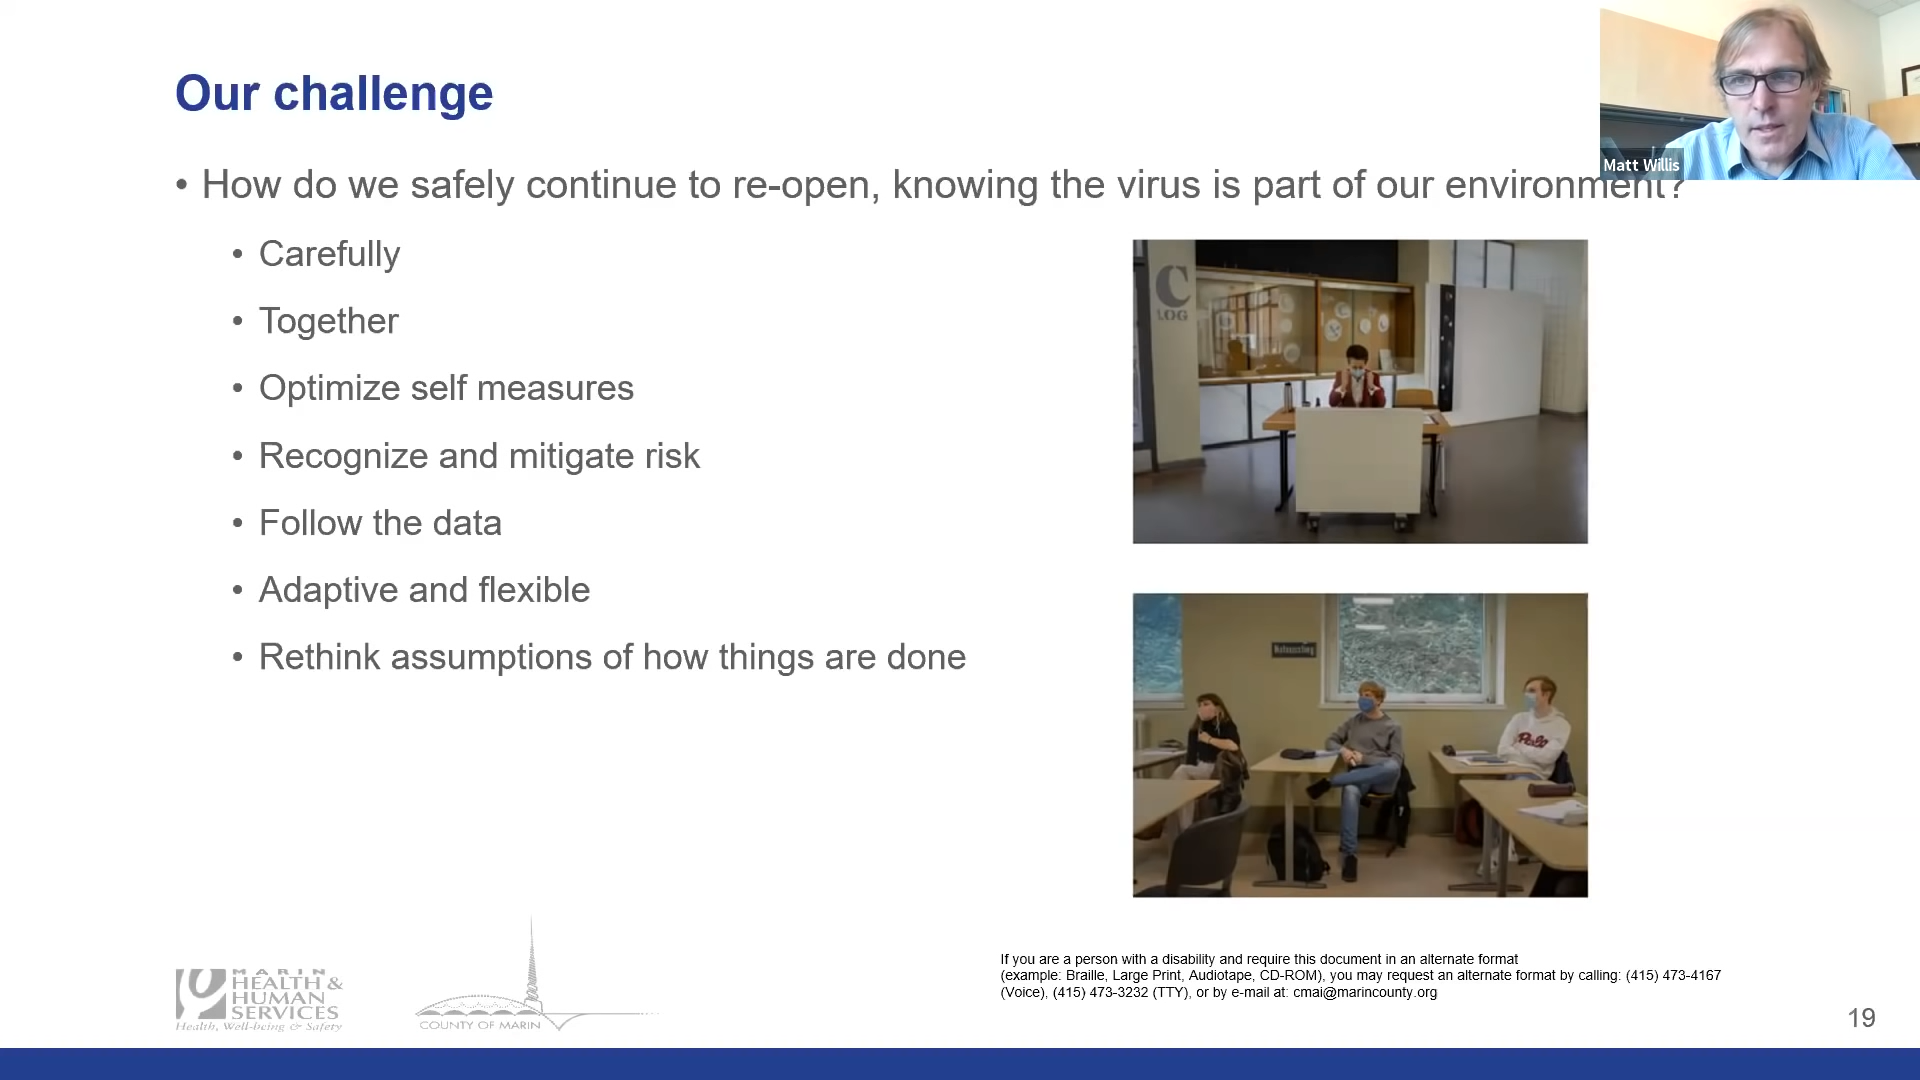 Our challenge
Matt Willis
• How do we safely continue to re-open, knowing the virus is part of our environment?
• Carefully
• Together
• Optimize self measures
• Recognize and mitigate risk
• Follow the data
• Adaptive and flexible
• Rethink assumptions of how things are done
C
LOG
MARIN
HEALTH &
HUMAN
SERVICES
Health, Well-being & Safety
COUNTY OF MARIN
If you are a person with a disability and require this document in an alternate format
(example: Braille, Large Print, Audiotape, CD-ROM), you may request an alternate format by calling: (415) 473-4167
(Voice), (415) 473-3232 (TTY), or by e-mail at: cmai@marincounty.org
19